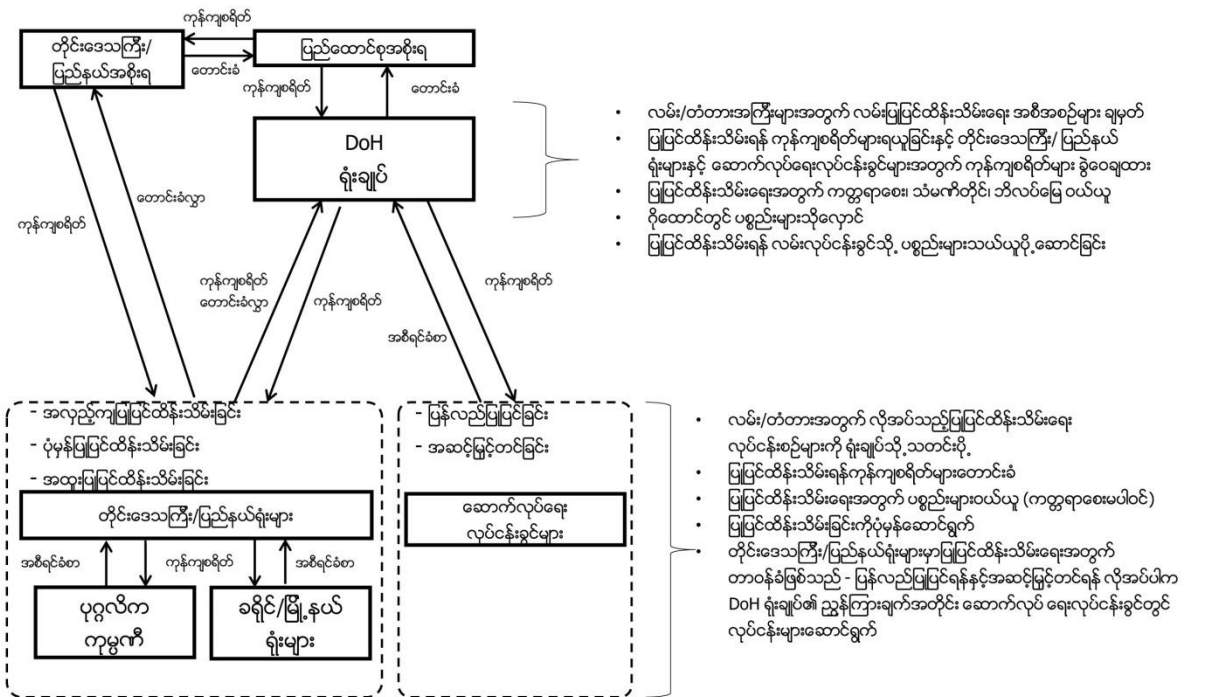 ကုန်ကျစရိတ်
တိုင်းဒေသကြီး/
ပြည်နယ်အစိုးရ
ပြည်ထောင်စုအစိုးရ
တောင်းခံ
ကုန်ကျစရိတ်
တောင်းခံ
DoH
ရုံးချုပ်
ကုန်ကျစရိတ်
တောင်းခံလွှာ
ကုန်ကျစရိတ်
တောင်းခံလွှာ
ကုန်ကျစရိတ်
ကုန်ကျစရိတ်
အစီရင်ခံစာ
• လမ်း/တံတားအကြီးများအတွက် လမ်းပြုပြင်ထိန်းသိမ်းရေး အစီအစဉ်များ ချမှတ်
• ပြုပြင်ထိန်းသိမ်းရန် ကုန်ကျစရိတ်များရယူခြင်းနှင့် တိုင်းဒေသကြီး/ ပြည်နယ်
ရုံးများနှင့် ဆောက်လုပ်ရေးလုပ်ငန်းခွင်များအတွက် ကုန်ကျစရိတ်များ ခွဲဝေချထား
• ပြုပြင်ထိန်းသိမ်းရေးအတွက် ကတ္တရာစေး၊ သံမဏိတိုင်၊ ဘိလပ်မြေ ဝယ်ယူ
• ဂိုထောင်တွင် ပစ္စည်းများသိုလှောင်
• ပြုပြင်ထိန်းသိမ်းရန် လမ်းလုပ်ငန်းခွင်သို့ ပစ္စည်းများသယ်ယူပို့ဆောင်ခြင်း
- အလှည့်ကျပြုပြင်ထိန်းသိမ်းခြင်း
- ပုံမှန်ပြုပြင်ထိန်းသိမ်းခြင်း
- အထူးပြုပြင်ထိန်းသိမ်းခြင်း
တိုင်းဒေသကြီး/ပြည်နယ်ရုံးများ
အစီရင်ခံစာ
ကုန်ကျစရိတ်
အစီရင်ခံစာ
ပုဂ္ဂလိက
ကုမ္ပဏီ
ခရိုင်/မြို့နယ်
ရုံးများ
- ပြန်လည်ပြုပြင်ခြင်း
- အဆင့်မြှင့်တင်ခြင်း
ဆောက်လုပ်ရေး
လုပ်ငန်းခွင်များ
• လမ်း/တံတားအတွက် လိုအပ်သည့်ပြုပြင်ထိန်းသိမ်းရေး
လုပ်ငန်းစဉ်များကို ရုံးချုပ်သို့ သတင်းပို့
• ပြုပြင်ထိန်းသိမ်းရန်ကုန်ကျစရိတ်များတောင်းခံ
• ပြုပြင်ထိန်းသိမ်းရေးအတွက် ပစ္စည်းများဝယ်ယူ (ကတ္တရာစေးမပါဝင်)
• ပြုပြင်ထိန်းသိမ်းခြင်းကိုပုံမှန်ဆောင်ရွက်
• တိုင်းဒေသကြီး/ပြည်နယ်ရုံးများမှာပြုပြင်ထိန်းသိမ်းရေးအတွက်
တာဝန်ခံဖြစ်သည် - ပြန်လည်ပြုပြင်ရန်နှင့်အဆင့်မြှင့်တင်ရန် လိုအပ်ပါက
DoH ရုံးချုပ်၏ ညွှန်ကြားချက်အတိုင်း ဆောက်လုပ် ရေးလုပ်ငန်းခွင်တွင်
လုပ်ငန်းများဆောင်ရွက်